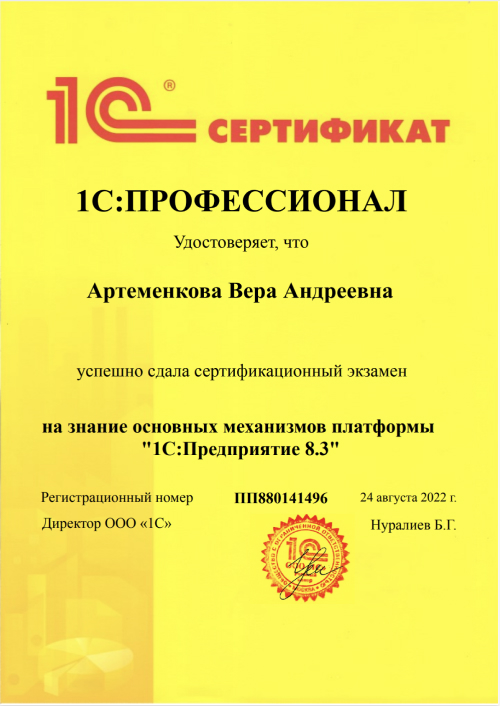 1С® СЕРТИФИКАТ
1С:ПРОФЕССИОНАЛ
Удостоверяет, что
Артеменкова Вера Андреевна
успешно сдала сертификационный экзамен
на знание основных механизмов платформы
"1С:Предприятие 8.3"
Регистрационный номер ПП880141496 24 августа 2022 г.
Директор ООО «1С» Нуралиев Б.Г.
1С